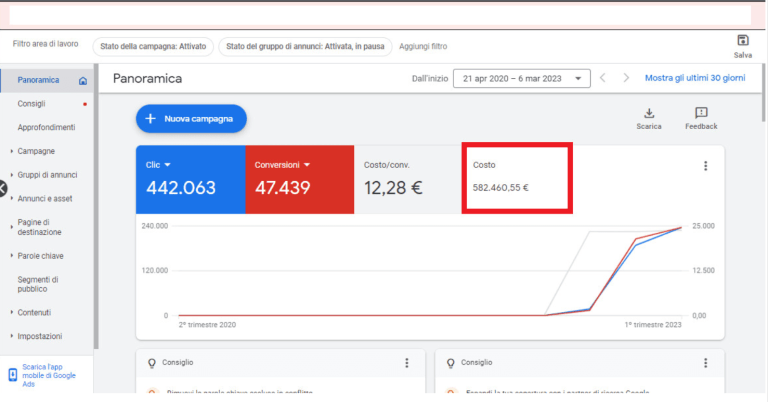 Filtro area di lavoro
Stato della campagna: Attivato
Stato del gruppo di annunci: Attivata, in pausa
Aggiungi filtro
Salva
Panoramica
Consigli
Approfondimenti
Campagne
Gruppi di annunci
Annunci e asset
Pagine di
destinazione
Parole chiave
Segmenti di
pubblico
Contenuti
Impostazioni
Scarica l'app
mobile di Google
Ads
Panoramica
Dall'inizio
21 apr 2020 – 6 mar 2023
Mostra gli ultimi 30 giorni
+ Nuova campagna
Scarica
Feedback
Clic
442.063
Conversioni
47.439
Costo/conv.
12,28 €
Costo
582.460,55 €
240.000
120.000
0
25.000
12.500
0,00
2º trimestre 2020
1º trimestre 2023
Consiglio
Consiglio